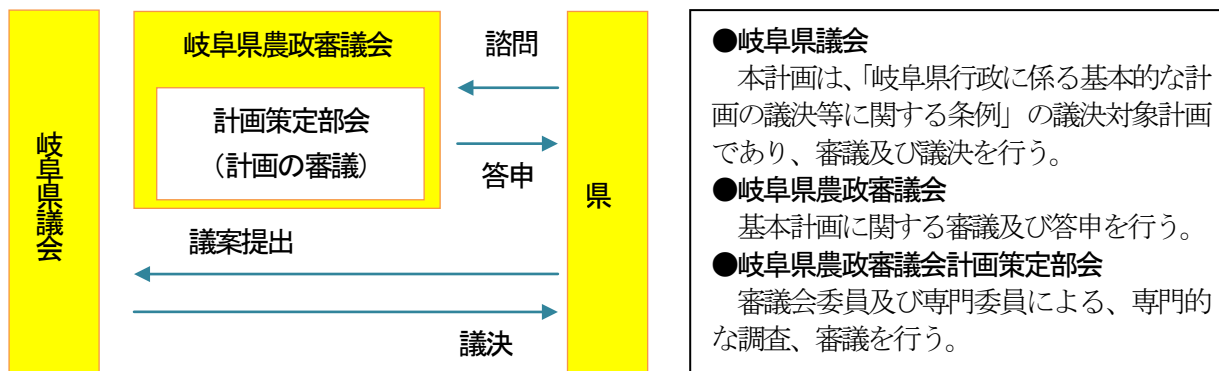 岐阜県議会
岐阜県農政審議会
計画策定部会
(計画の審議)
諮問
答申
県
議案提出
議決
●岐阜県議会
本計画は、「岐阜県行政に係る基本的な計
画の議決等に関する条例」の議決対象計画
であり、審議及び議決を行う。
●岐阜県農政審議会
基本計画に関する審議及び答申を行う。
●岐阜県農政審議会計画策定部会
審議会委員及び専門委員による、専門的
な調査、審議を行う。